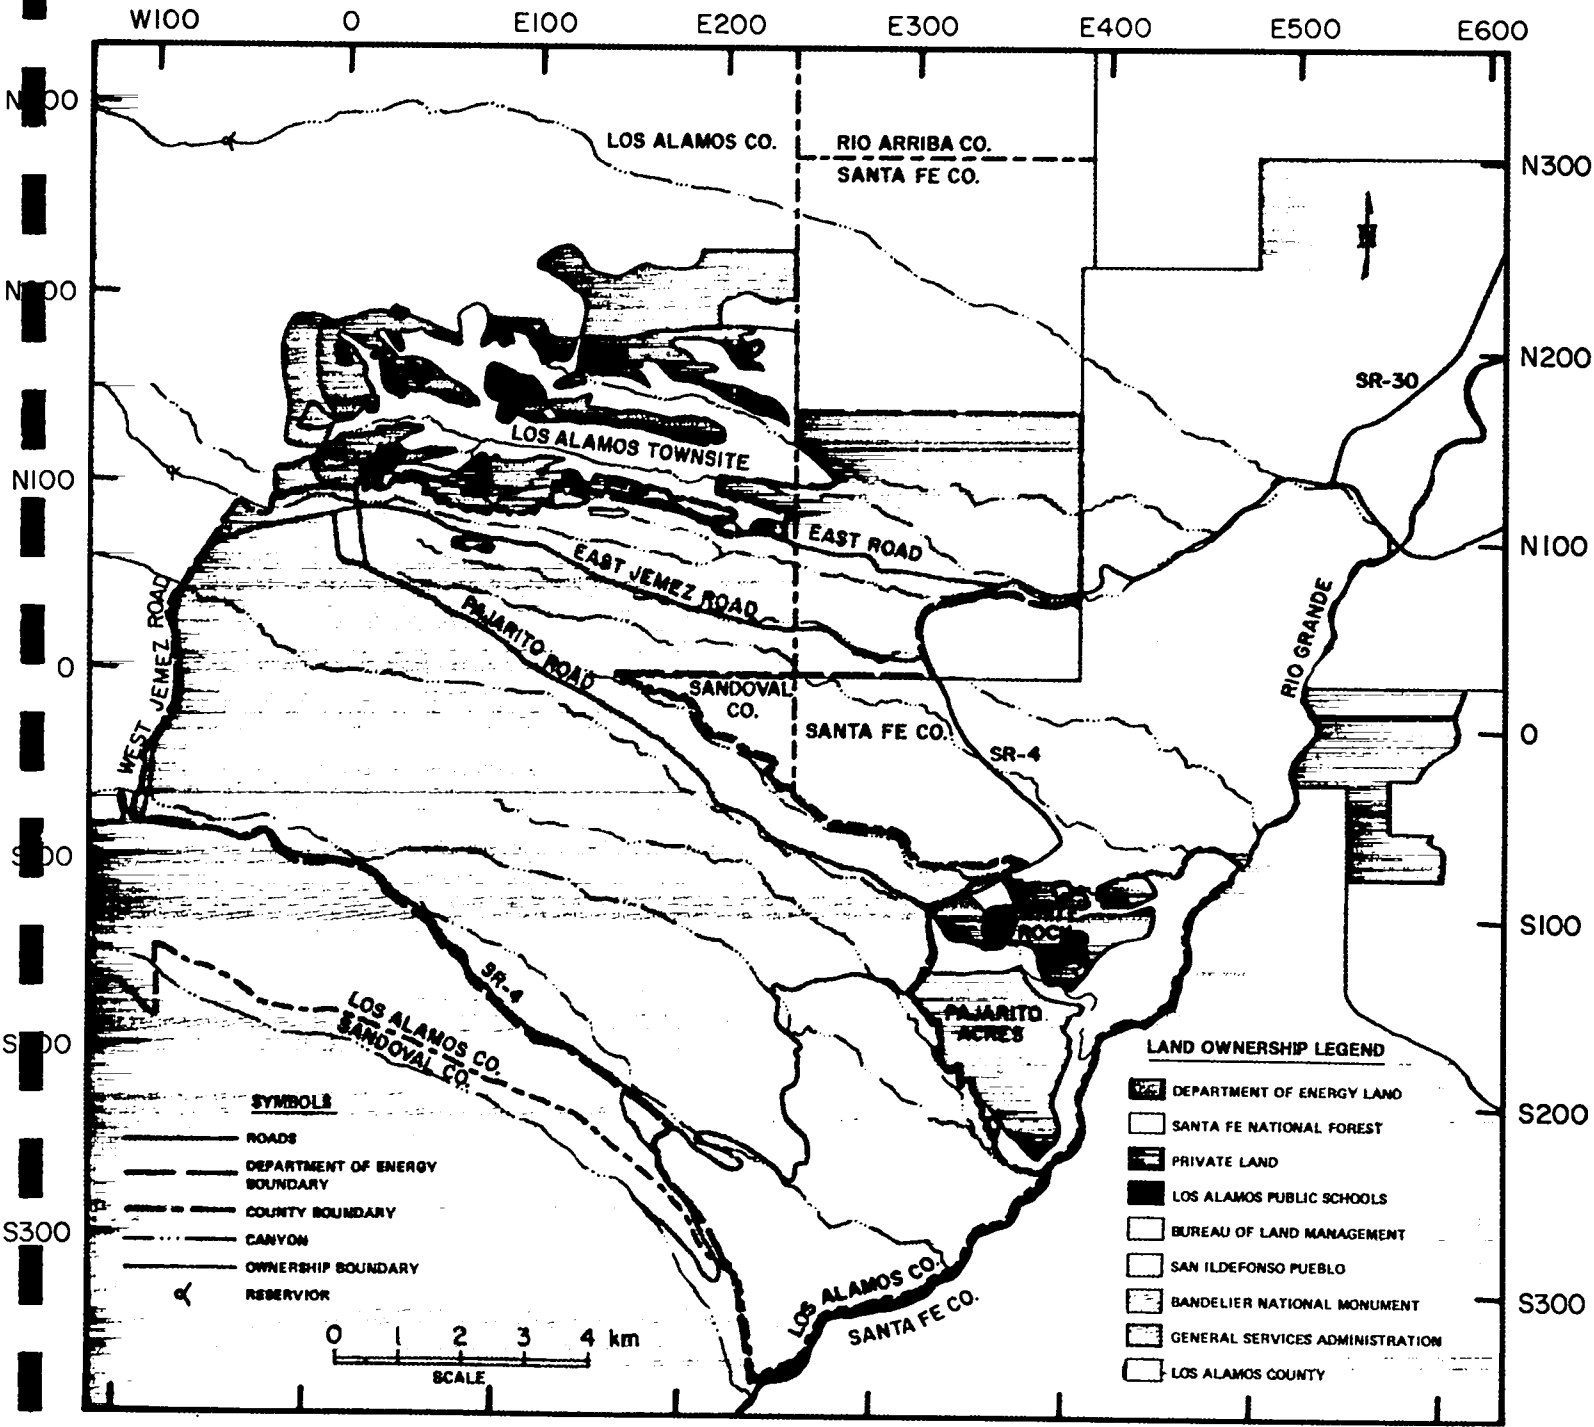 W100 0 E100 E200 E300 E400 E500 E600
N300
N200
N100
0
S300
N300
N200
N100
0
S100
S200
S300
LOS ALAMOS CO.
RIO ARRIBA CO.
SANTA FE CO.
N
SR-30
LOS ALAMOS TOWNSITE
EAST ROAD
EAST JEMEZ ROAD
PAJARITO ROAD
WEST JEMEZ ROAD
RIO GRANDE
SANDOVAL
CO.
SANTA FE CO.
SR-4
ROCK
PAJARITO
ACRES
SR-4
LOS ALAMOS CO.
SANDOVAL CO.
LOS ALAMOS CO.
SANTA FE CO.
SYMBOLS
ROADS
DEPARTMENT OF ENERGY
BOUNDARY
COUNTY BOUNDARY
CANYON
OWNERSHIP BOUNDARY
RESERVIOR
0 1 2 3 4 km
SCALE
LAND OWNERSHIP LEGEND
DEPARTMENT OF ENERGY LAND
SANTA FE NATIONAL FOREST
PRIVATE LAND
LOS ALAMOS PUBLIC SCHOOLS
BUREAU OF LAND MANAGEMENT
SAN ILDEFONSO PUEBLO
BANDELIER NATIONAL MONUMENT
GENERAL SERVICES ADMINISTRATION
LOS ALAMOS COUNTY